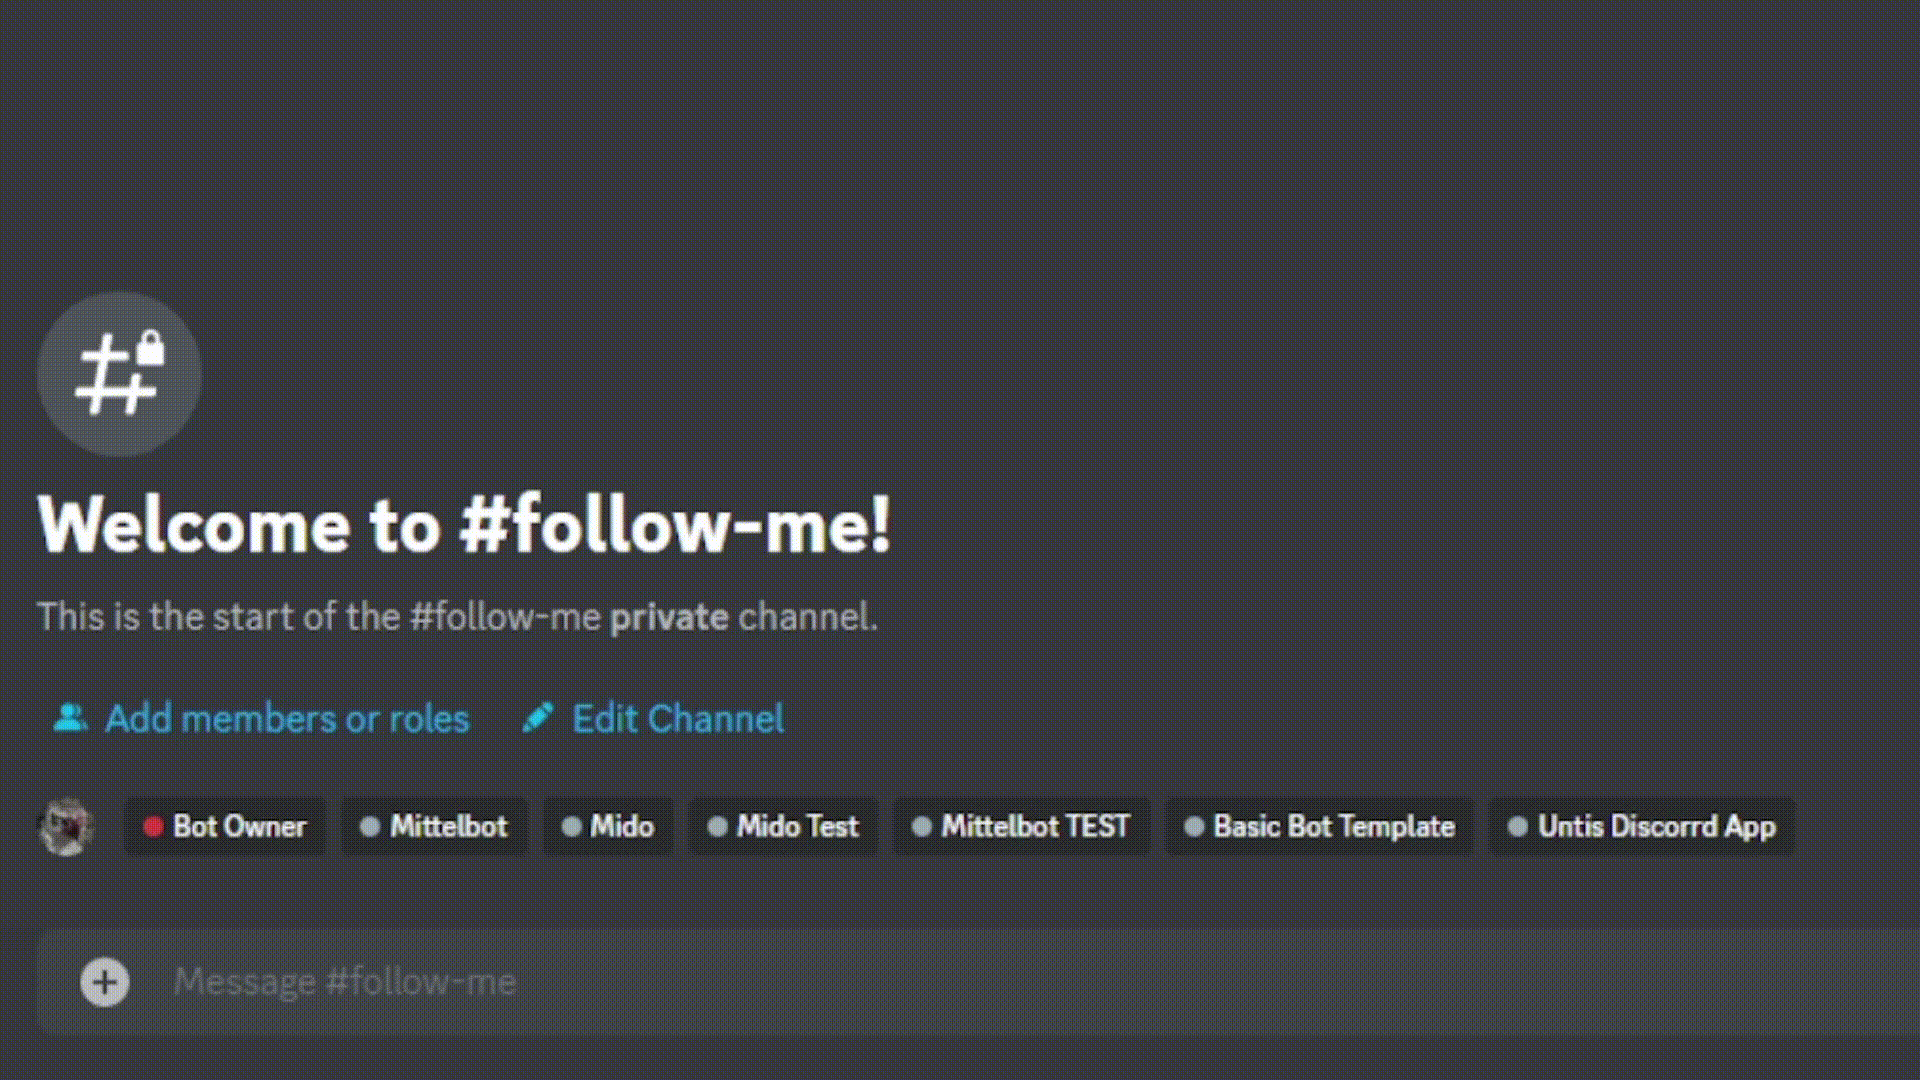 Welcome to #follow-me!
This is the start of the #follow-me private channel.
Add members or roles Edit Channel
Bot Owner Mittelbot Mido Mido Test Mittelbot TEST Basic Bot Template Untis Discorrd App
Message #follow-me